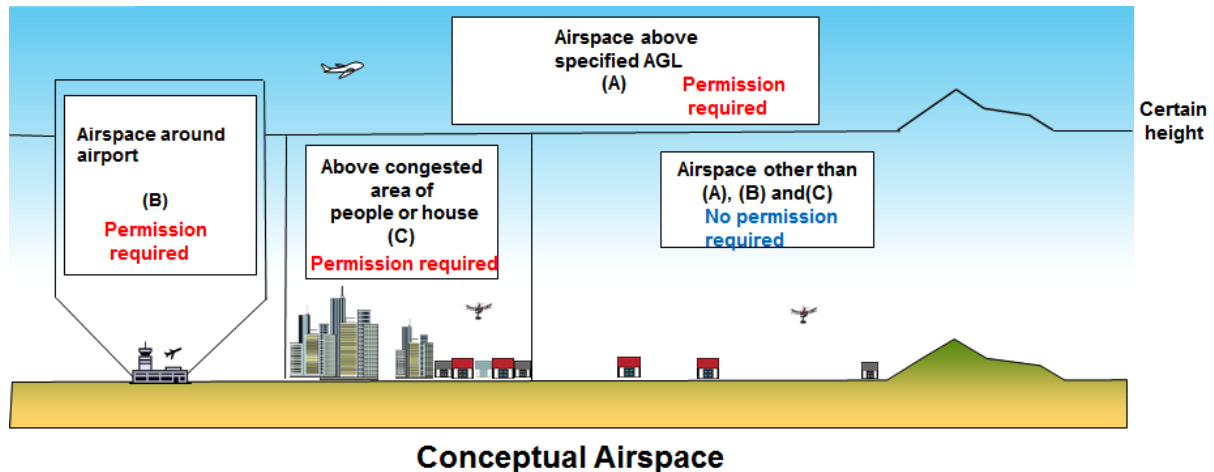 Airspace above
specified AGL
(A) Permission
required
Certain
height
Airspace around
airport
(B)
Permission
required
Above congested
area of
people or house
(C)
Permission required
Airspace other than
(A), (B) and(C)
No permission
required
Conceptual Airspace